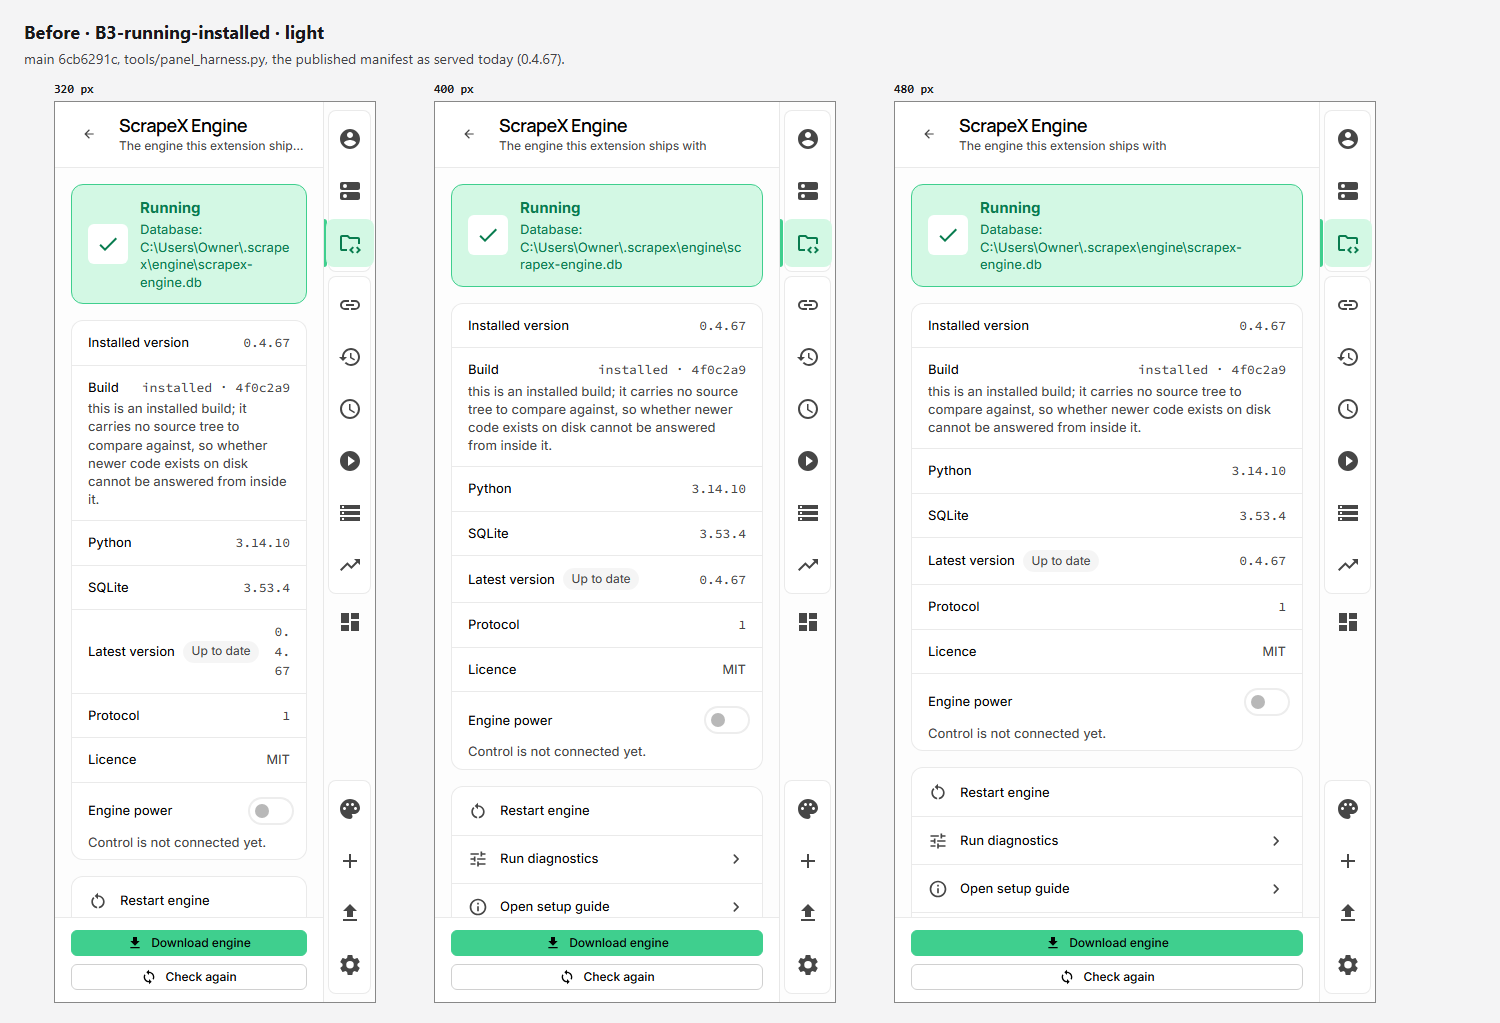 Before · B3-running-installed · light
main 6cb6291c, tools/panel_harness.py, the published manifest as served today (0.4.67).
320 px
ScrapeX Engine
The engine this extension ship...
Running
Database:
C:\Users\Owner\.scrape
x\engine\scrapex-
engine.db
Installed version 0.4.67
Build installed · 4f0c2a9
this is an installed build; it
carries no source tree to
compare against, so whether
newer code exists on disk
cannot be answered from inside
it.
Python 3.14.10
SQLite 3.53.4
Latest version Up to date 0.
4.
67
Protocol 1
Licence MIT
Engine power
Control is not connected yet.
Restart engine
Download engine
Check again
400 px
ScrapeX Engine
The engine this extension ships with
Running
Database:
C:\Users\Owner\.scrapex\engine\sc
rapex-engine.db
Installed version 0.4.67
Build installed · 4f0c2a9
this is an installed build; it carries no source
tree to compare against, so whether newer
code exists on disk cannot be answered
from inside it.
Python 3.14.10
SQLite 3.53.4
Latest version Up to date 0.4.67
Protocol 1
Licence MIT
Engine power
Control is not connected yet.
Restart engine
Run diagnostics
Open setup guide
Download engine
Check again
480 px
ScrapeX Engine
The engine this extension ships with
Running
Database:
C:\Users\Owner\.scrapex\engine\scrapex-
engine.db
Installed version 0.4.67
Build installed · 4f0c2a9
this is an installed build; it carries no source tree to
compare against, so whether newer code exists on disk
cannot be answered from inside it.
Python 3.14.10
SQLite 3.53.4
Latest version Up to date 0.4.67
Protocol 1
Licence MIT
Engine power
Control is not connected yet.
Restart engine
Run diagnostics
Open setup guide
Download engine
Check again